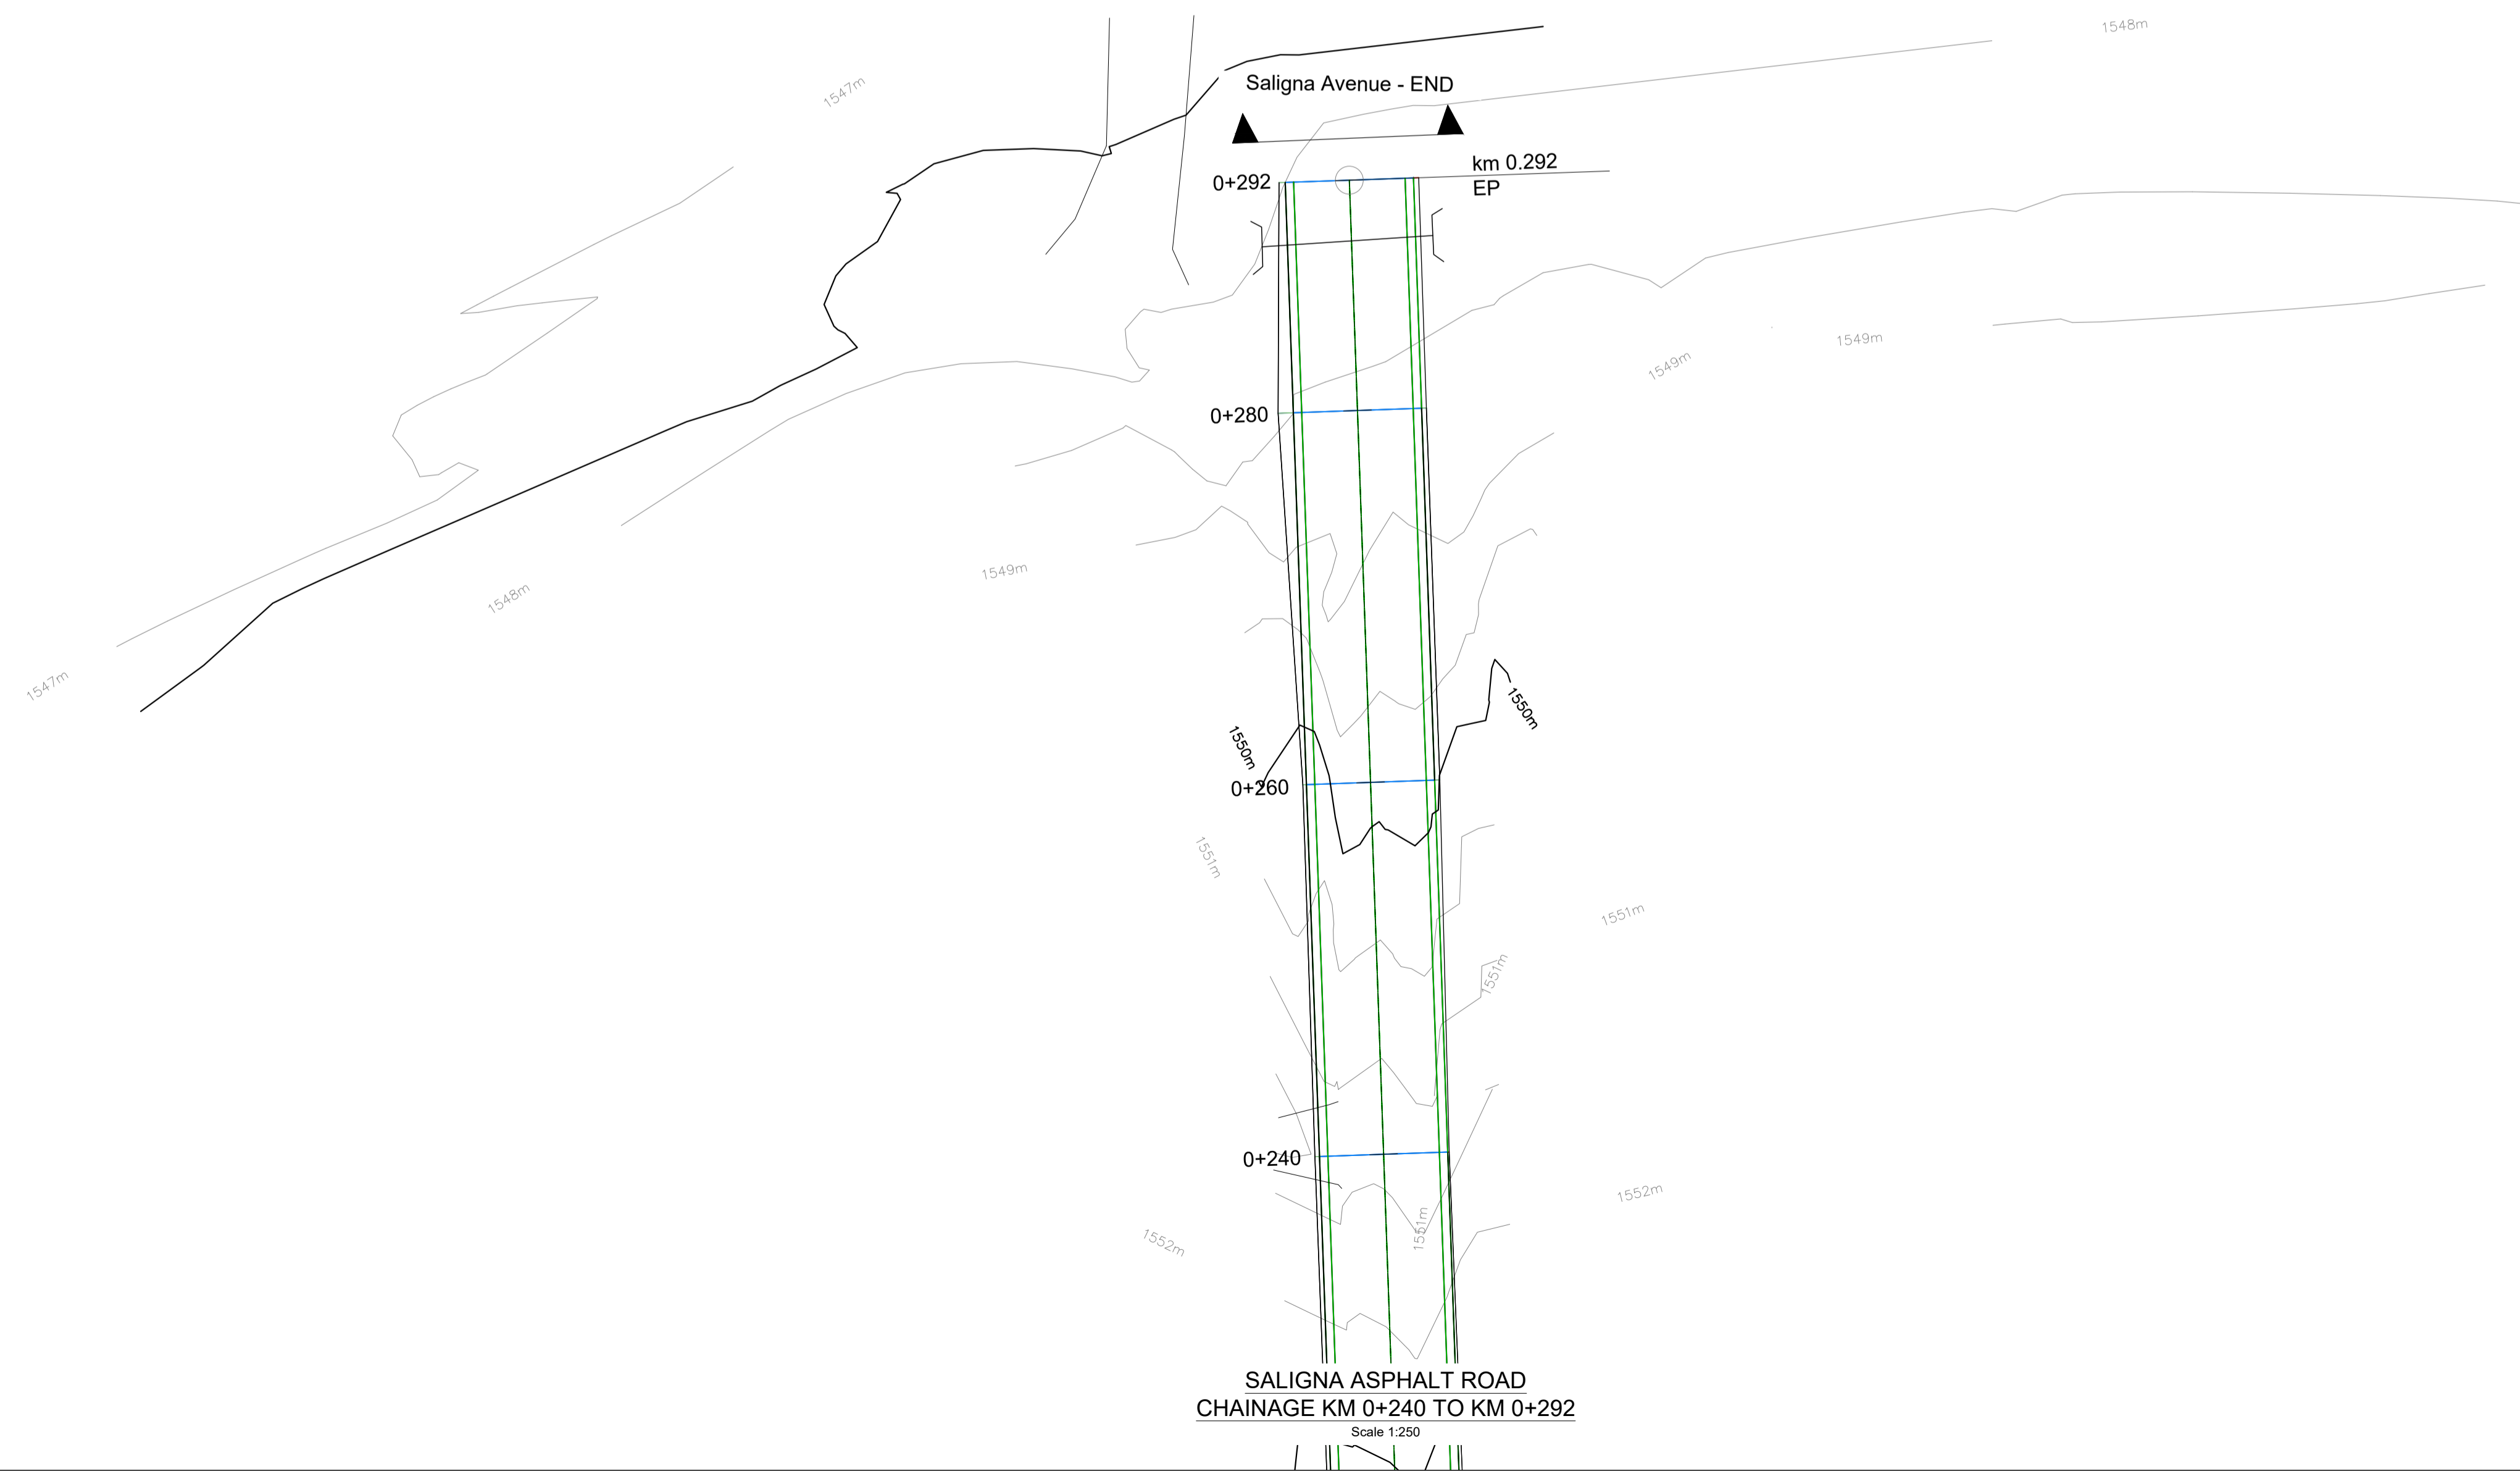 1548m
1547m
Saligna Avenue - END
km 0.292
0+292
EP
1549m
1549m
0+280
1549m
1548m
1547m
1550m
1550m
0+260
1551m
1551m
1551m
0+240
1552m
1551m
1552m
SALIGNA ASPHALT ROAD
CHAINAGE KM 0+240 TO KM 0+292
Scale 1:250